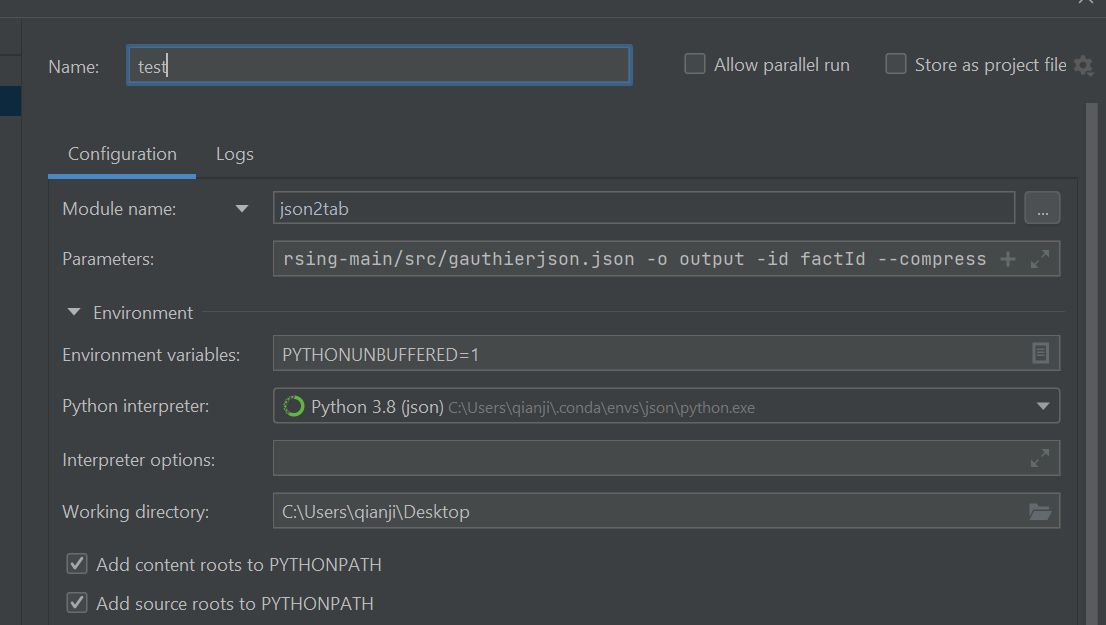 Name: test Allow parallel run Store as project file
Configuration Logs
Module name: json2tab ...
Parameters: rsing-main/src/gauthierjson.json -o output -id factId --compress
Environment
Environment variables: PYTHONUNBUFFERED=1
Python interpreter: Python 3.8 (json) C:\Users\qianji\.conda\envs\json\python.exe
Interpreter options:
Working directory: C:\Users\qianji\Desktop
Add content roots to PYTHONPATH
Add source roots to PYTHONPATH